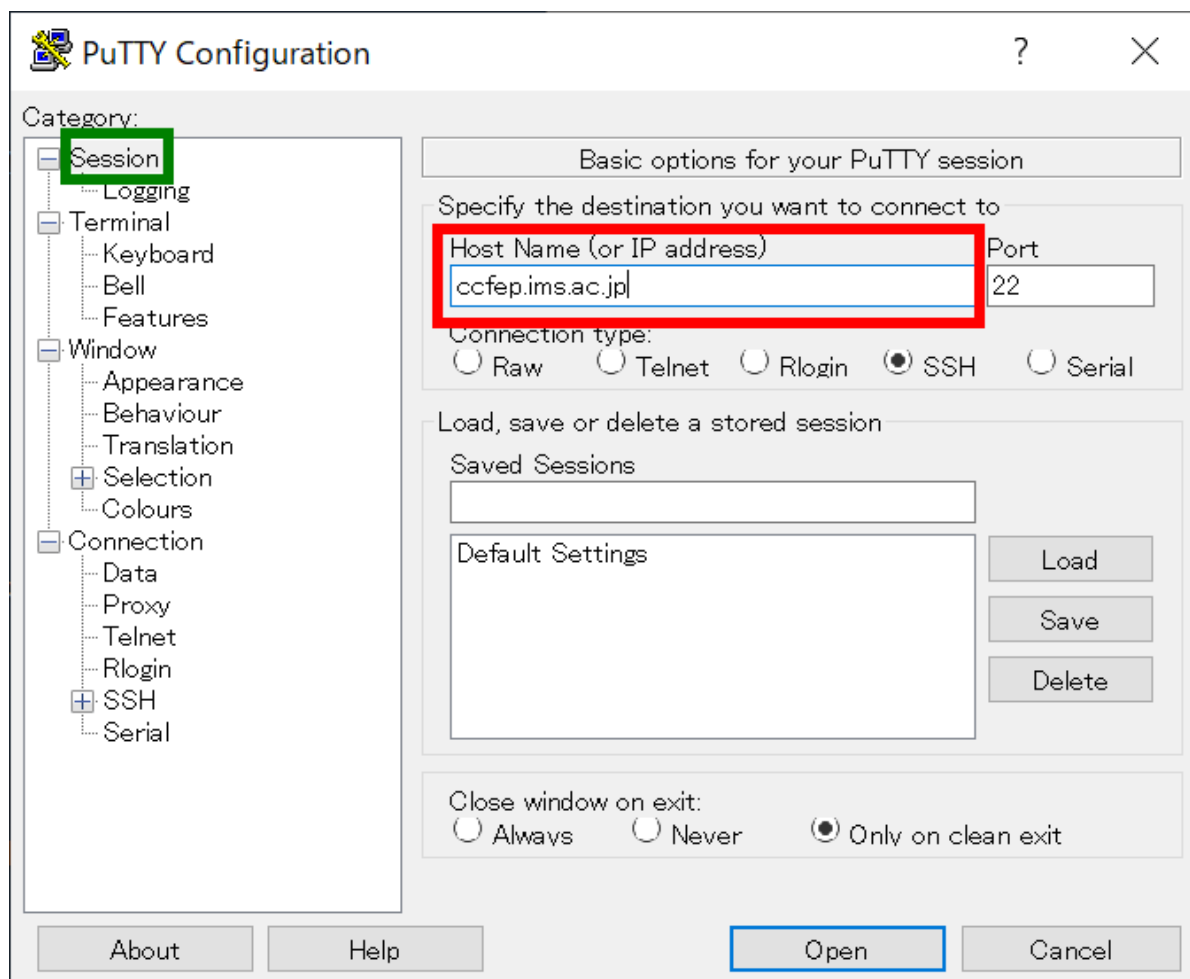 PuTTY Configuration
?
Category:
Session
Logging
Terminal
Keyboard
Bell
Features
Window
Appearance
Behaviour
Translation
Selection
Colours
Connection
Data
Proxy
Telnet
Rlogin
SSH
Serial
Basic options for your PuTTY session
Specify the destination you want to connect to
Host Name (or IP address) Port
ccfep.ims.ac.jp 22
Connection type:
Raw Telnet Rlogin SSH Serial
Load, save or delete a stored session
Saved Sessions
Default Settings
Load
Save
Delete
Close window on exit:
Always Never Only on clean exit
About Help Open Cancel